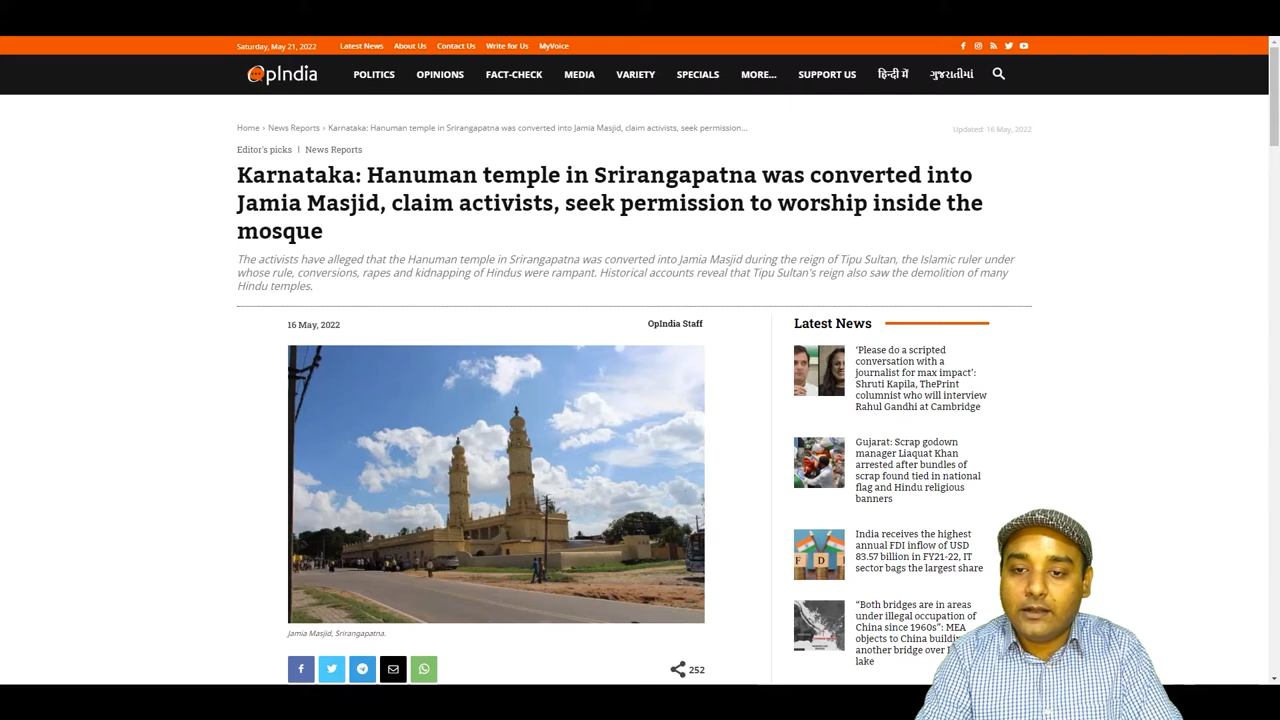 Saturday, May 21, 2022
Latest News About Us Contact Us Write for Us MyVoice
OpIndia
POLITICS OPINIONS FACT-CHECK MEDIA VARIETY SPECIALS MORE... SUPPORT US हिन्दी में ગુજરાતીમાં
Home › News Reports › Karnataka: Hanuman temple in Srirangapatna was converted into Jamia Masjid, claim activists, seek permission...
Updated: 16 May, 2022
Editor's picks | News Reports
Karnataka: Hanuman temple in Srirangapatna was converted into
Jamia Masjid, claim activists, seek permission to worship inside the
mosque
The activists have alleged that the Hanuman temple in Srirangapatna was converted into Jamia Masjid during the reign of Tipu Sultan, the Islamic ruler under
whose rule, conversions, rapes and kidnapping of Hindus were rampant. Historical accounts reveal that Tipu Sultan's reign also saw the demolition of many
Hindu temples.
16 May, 2022
OpIndia Staff
Jamia Masjid, Srirangapatna.
252
Latest News
'Please do a scripted
conversation with a
journalist for max impact':
Shruti Kapila, ThePrint
columnist who will interview
Rahul Gandhi at Cambridge
Gujarat: Scrap godown
manager Liaquat Khan
arrested after bundles of
scrap found tied in national
flag and Hindu religious
banners
F D
India receives the highest
annual FDI inflow of USD
83.57 billion in FY21-22, IT
sector bags the largest share
"Both bridges are in areas
under illegal occupation of
China since 1960s": MEA
objects to China
another bridge over
lake